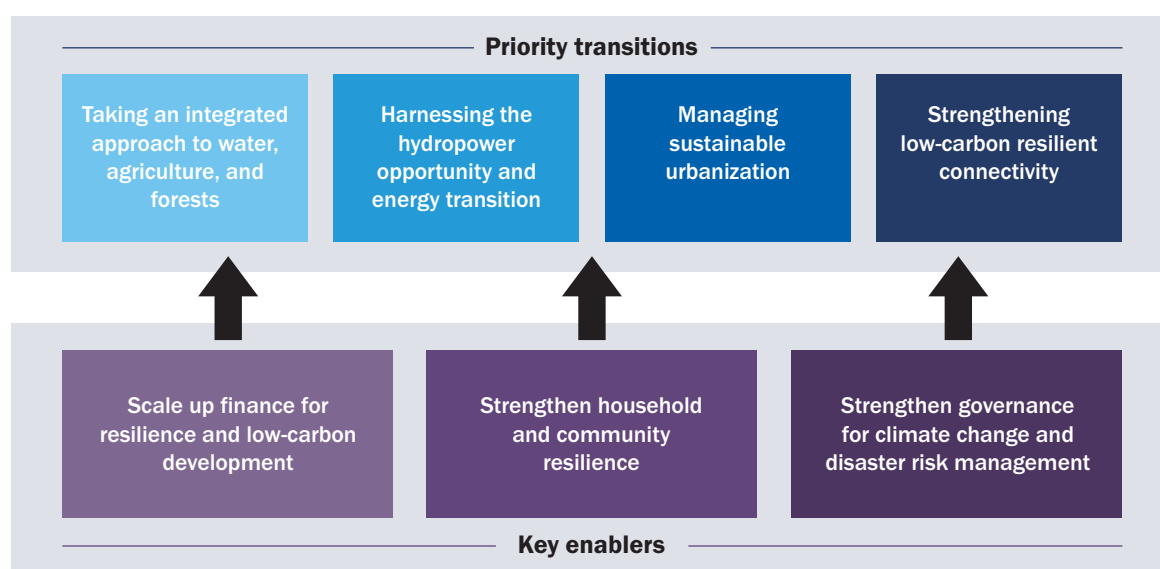 Priority transitions
Taking an integrated
approach to water,
agriculture, and
forests
Harnessing the
hydropower
opportunity and
energy transition
Managing
sustainable
urbanization
Strengthening
low-carbon resilient
connectivity
Scale up finance for
resilience and low-carbon
development
Strengthen household
and community
resilience
Strengthen governance
for climate change and
disaster risk management
Key enablers